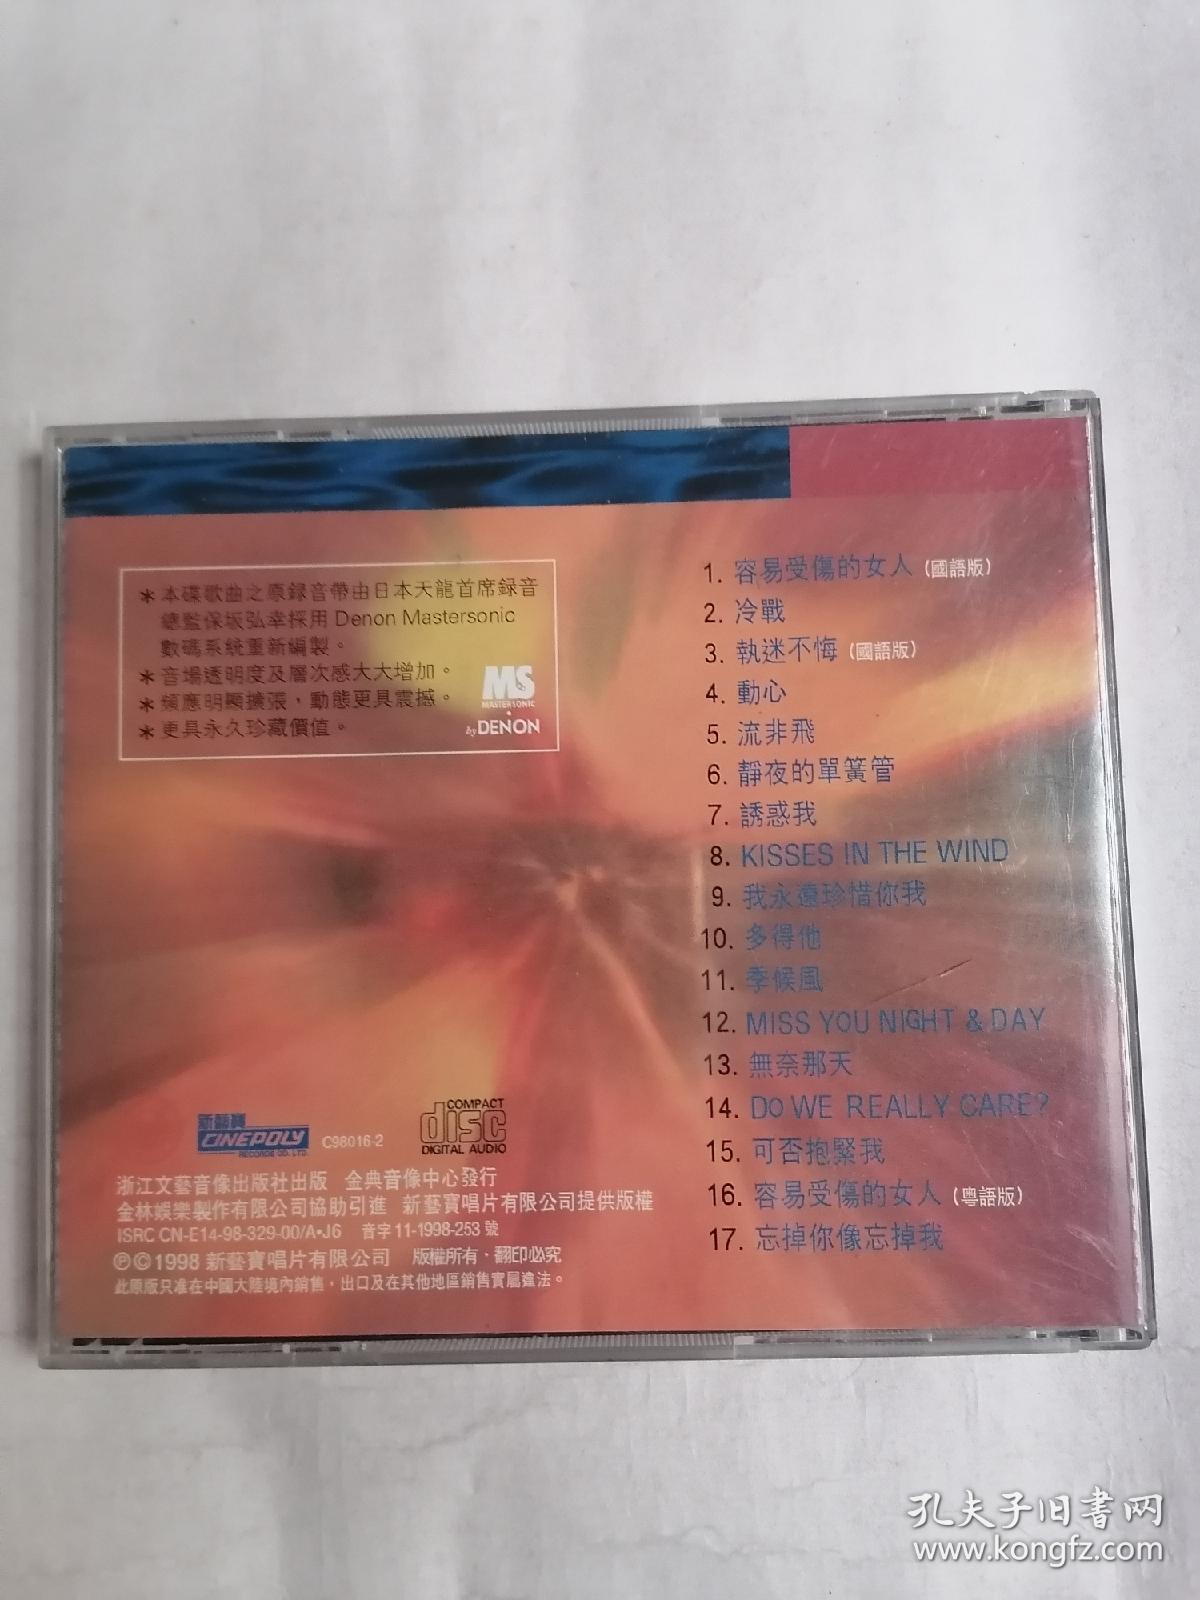 * 本碟歌曲之原錄音帶由日本天龍首席錄音
總監保坂弘幸採用 Denon Mastersonic
數碼系統重新編製。
* 音場透明度及層次感大大增加。
* 頻應明顯擴張，動態更具震撼。
* 更具永久珍藏價值。
MS
MASTERSONIC
by DENON
1. 容易受傷的女人 (國語版)
2. 冷戰
3. 執迷不悔 (國語版)
4. 動心
5. 流非飛
6. 靜夜的單簧管
7. 誘惑我
8. KISSES IN THE WIND
9. 我永遠珍惜你我
10. 多得他
11. 季候風
12. MISS YOU NIGHT & DAY
13. 無奈那天
14. DO WE REALLY CARE?
15. 可否抱緊我
16. 容易受傷的女人 (粵語版)
17. 忘掉你像忘掉我
新藝寶
CINEPOLY
RECORDS CO. LTD.
C98016-2
COMPACT
disc
DIGITAL AUDIO
浙江文藝音像出版社出版 金典音像中心發行
金林娛樂製作有限公司協助引進 新藝寶唱片有限公司提供版權
ISRC CN-E14-98-329-00/A•J6 音字 11-1998-253 號
℗©1998 新藝寶唱片有限公司 版權所有·翻印必究
此原版只准在中國大陸境內銷售，出口及在其他地區銷售實屬違法。
孔夫子旧书网
www.kongfz.com